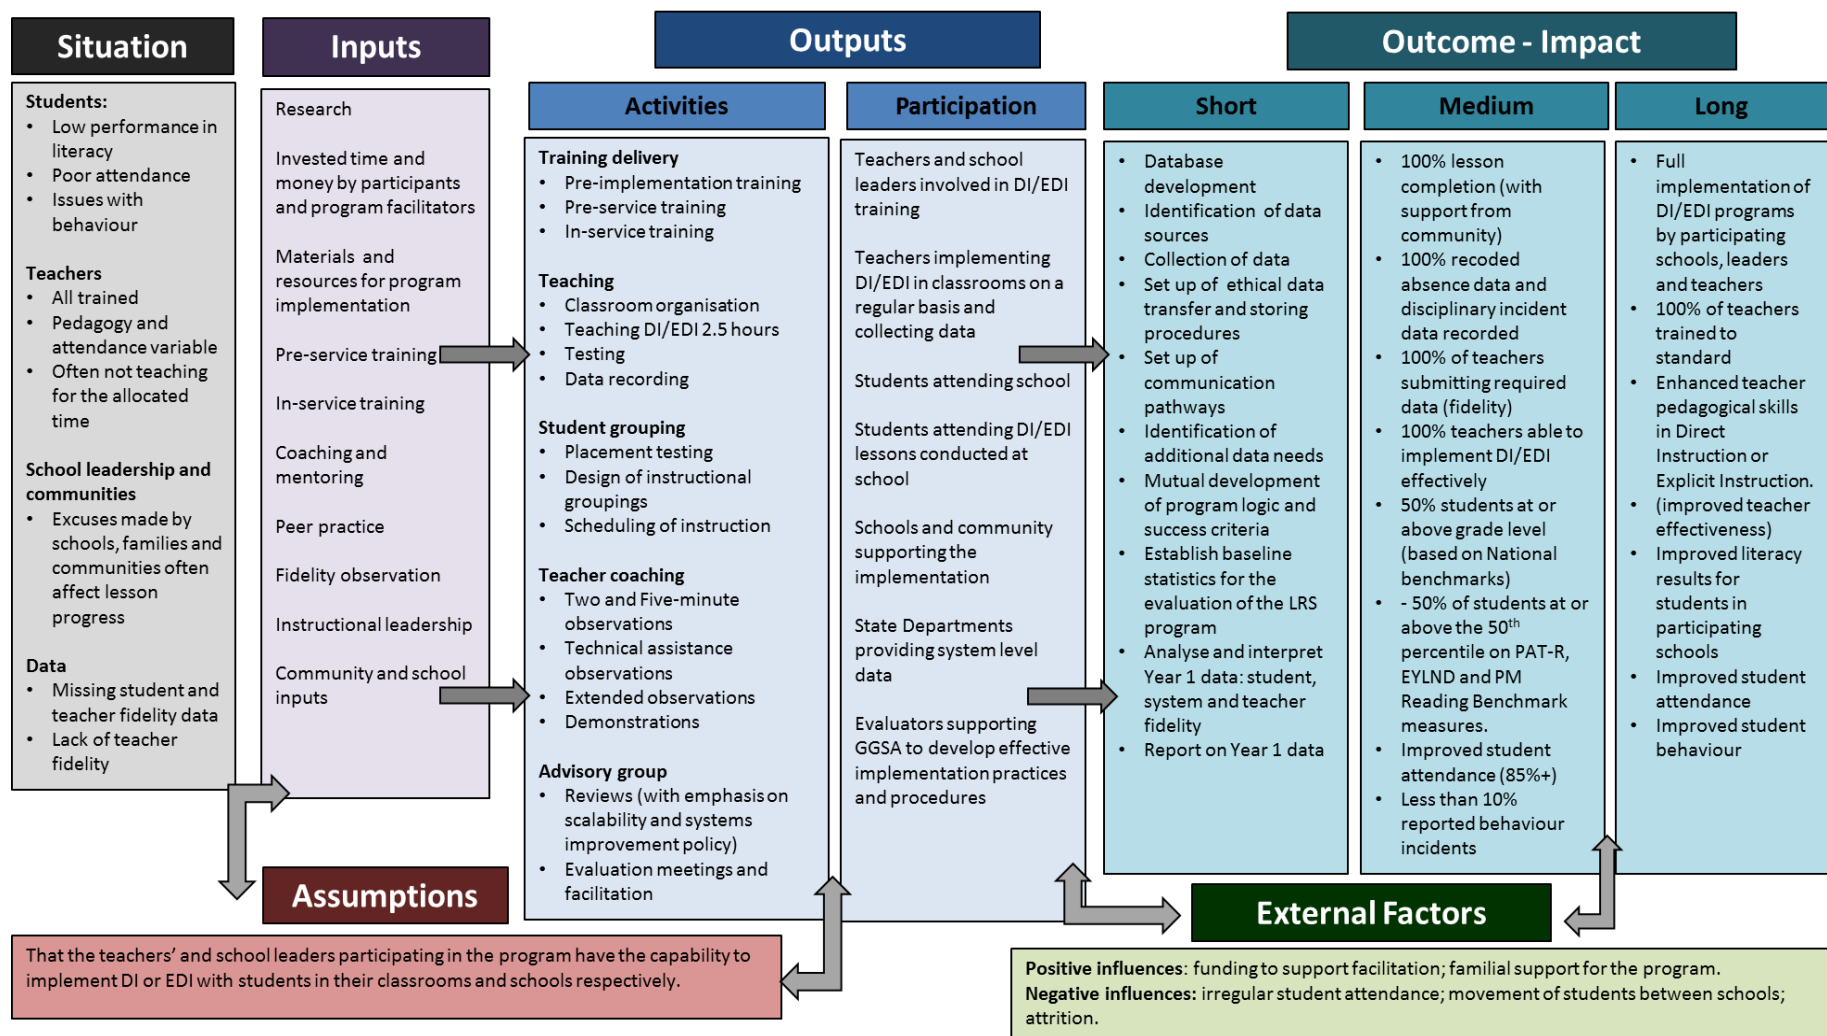 Situation
Students:
• Low performance in
literacy
• Poor attendance
• Issues with
behaviour
Teachers
• All trained
• Pedagogy and
attendance variable
• Often not teaching
for the allocated
time
School leadership and
communities
• Excuses made by
schools, families and
communities often
affect lesson
progress
Data
• Missing student and
teacher fidelity data
• Lack of teacher
fidelity
Inputs
Research
Invested time and
money by participants
and program facilitators
Materials and
resources for program
implementation
Pre-service training
In-service training
Coaching and
mentoring
Peer practice
Fidelity observation
Instructional leadership
Community and school
inputs
Outputs
Activities
Training delivery
• Pre-implementation training
• Pre-service training
• In-service training
Teaching
• Classroom organisation
• Teaching DI/EDI 2.5 hours
• Testing
• Data recording
Student grouping
• Placement testing
• Design of instructional
groupings
• Scheduling of instruction
Teacher coaching
• Two and Five-minute
observations
• Technical assistance
observations
• Extended observations
• Demonstrations
Advisory group
• Reviews (with emphasis on
scalability and systems
improvement policy)
• Evaluation meetings and
facilitation
Participation
Teachers and school
leaders involved in DI/EDI
training
Teachers implementing
DI/EDI in classrooms on a
regular basis and
collecting data
Students attending school
Students attending DI/EDI
lessons conducted at
school
Schools and community
supporting the
implementation
State Departments
providing system level
data
Evaluators supporting
GGSA to develop effective
implementation practices
and procedures
Outcome - Impact
Short
• Database
development
• Identification of data
sources
• Collection of data
• Set up of ethical data
transfer and storing
procedures
• Set up of
communication
pathways
• Identification of
additional data needs
• Mutual development
of program logic and
success criteria
• Establish baseline
statistics for the
evaluation of the LRS
program
• Analyse and interpret
Year 1 data: student,
system and teacher
fidelity
• Report on Year 1 data
Medium
• 100% lesson
completion (with
support from
community)
• 100% recoded
absence data and
disciplinary incident
data recorded
• 100% of teachers
submitting required
data (fidelity)
• 100% teachers able to
implement DI/EDI
effectively
• 50% students at or
above grade level
(based on National
benchmarks)
• - 50% of students at or
above the 50th
percentile on PAT-R,
EYLND and PM
Reading Benchmark
measures.
• Improved student
attendance (85%+)
• Less than 10%
reported behaviour
incidents
Long
• Full
implementation of
DI/EDI programs
by participating
schools, leaders
and teachers
• 100% of teachers
trained to
standard
• Enhanced teacher
pedagogical skills
in Direct
Instruction or
Explicit Instruction.
• (improved teacher
effectiveness)
• Improved literacy
results for
students in
participating
schools
• Improved student
attendance
• Improved student
behaviour
Assumptions
That the teachers’ and school leaders participating in the program have the capability to
implement DI or EDI with students in their classrooms and schools respectively.
External Factors
Positive influences: funding to support facilitation; familial support for the program.
Negative influences: irregular student attendance; movement of students between schools;
attrition.